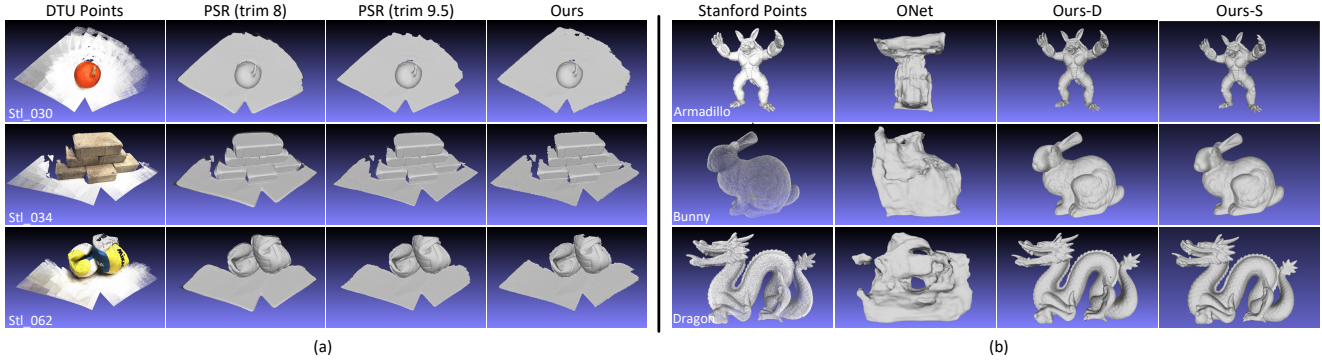 DTU Points PSR (trim 8) PSR (trim 9.5) Ours Stanford Points ONet Ours-D Ours-S
Stl_030 Armadillo
Stl_034 Bunny
Stl_062 Dragon
(a) (b)